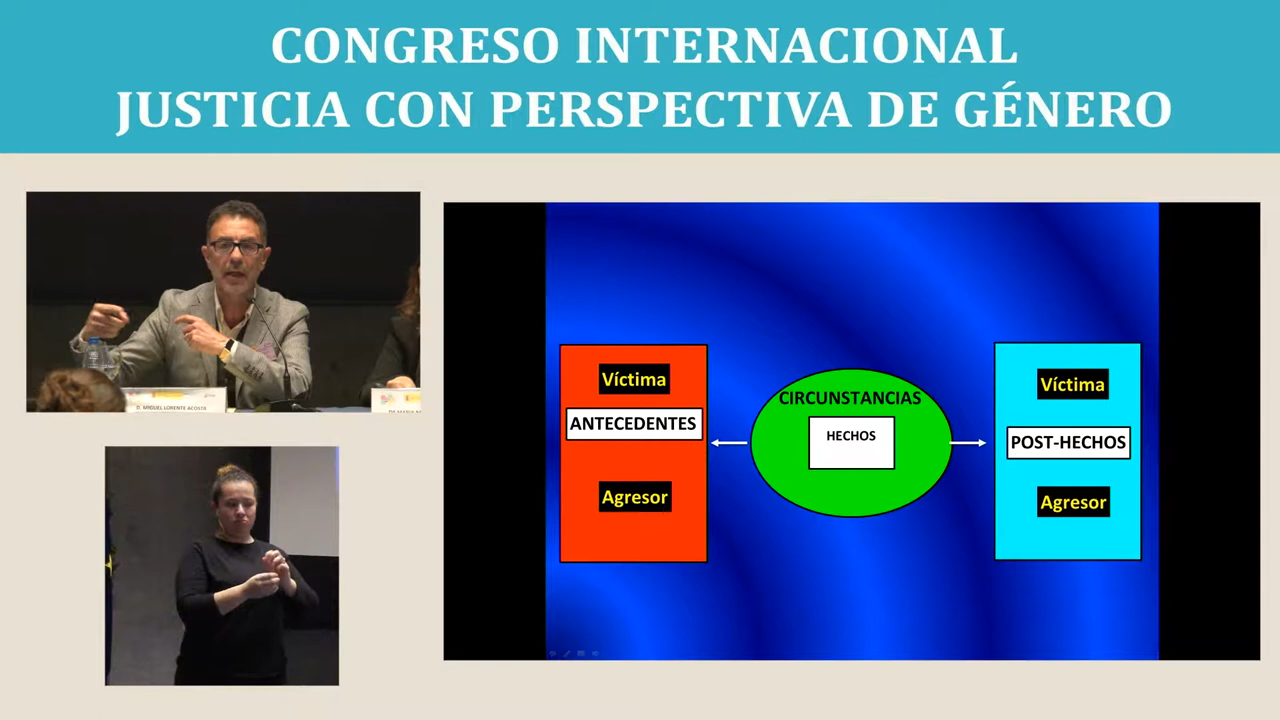 CONGRESO INTERNACIONAL
JUSTICIA CON PERSPECTIVA DE GÉNERO
D. MIGUEL LORENTE ACOSTA
Víctima
ANTECEDENTES
Agresor
CIRCUNSTANCIAS
HECHOS
Víctima
POST-HECHOS
Agresor